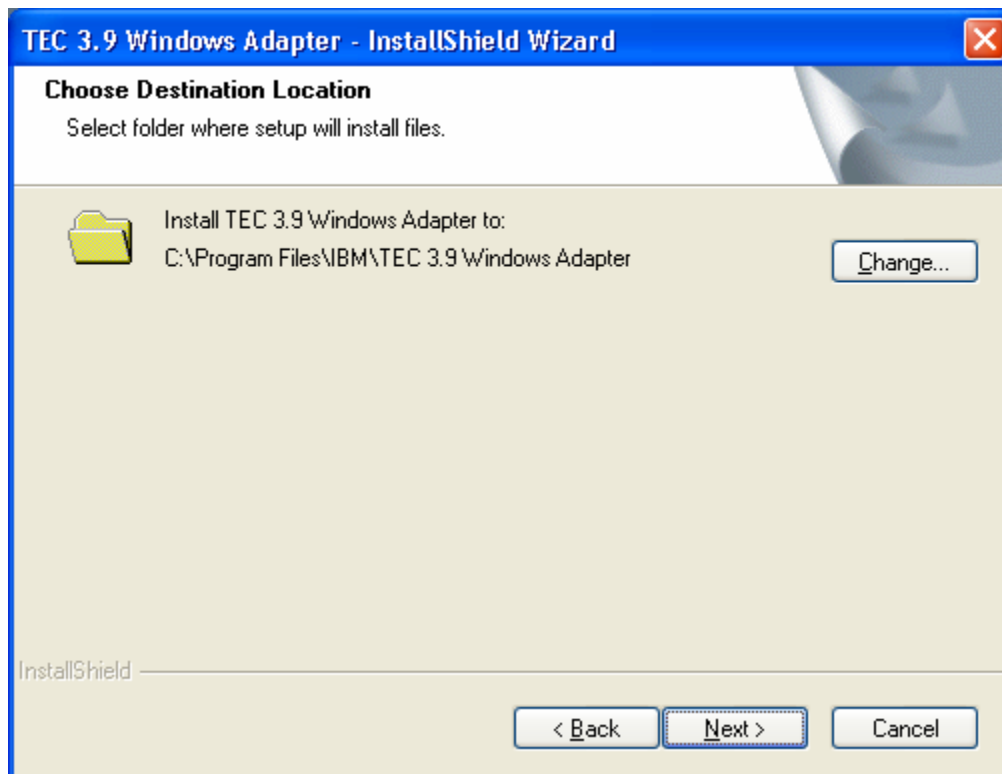 TEC 3.9 Windows Adapter - InstallShield Wizard
Choose Destination Location
Select folder where setup will install files.
Install TEC 3.9 Windows Adapter to:
C:\Program Files\IBM\TEC 3.9 Windows Adapter
Change...
InstallShield
< Back
Next >
Cancel